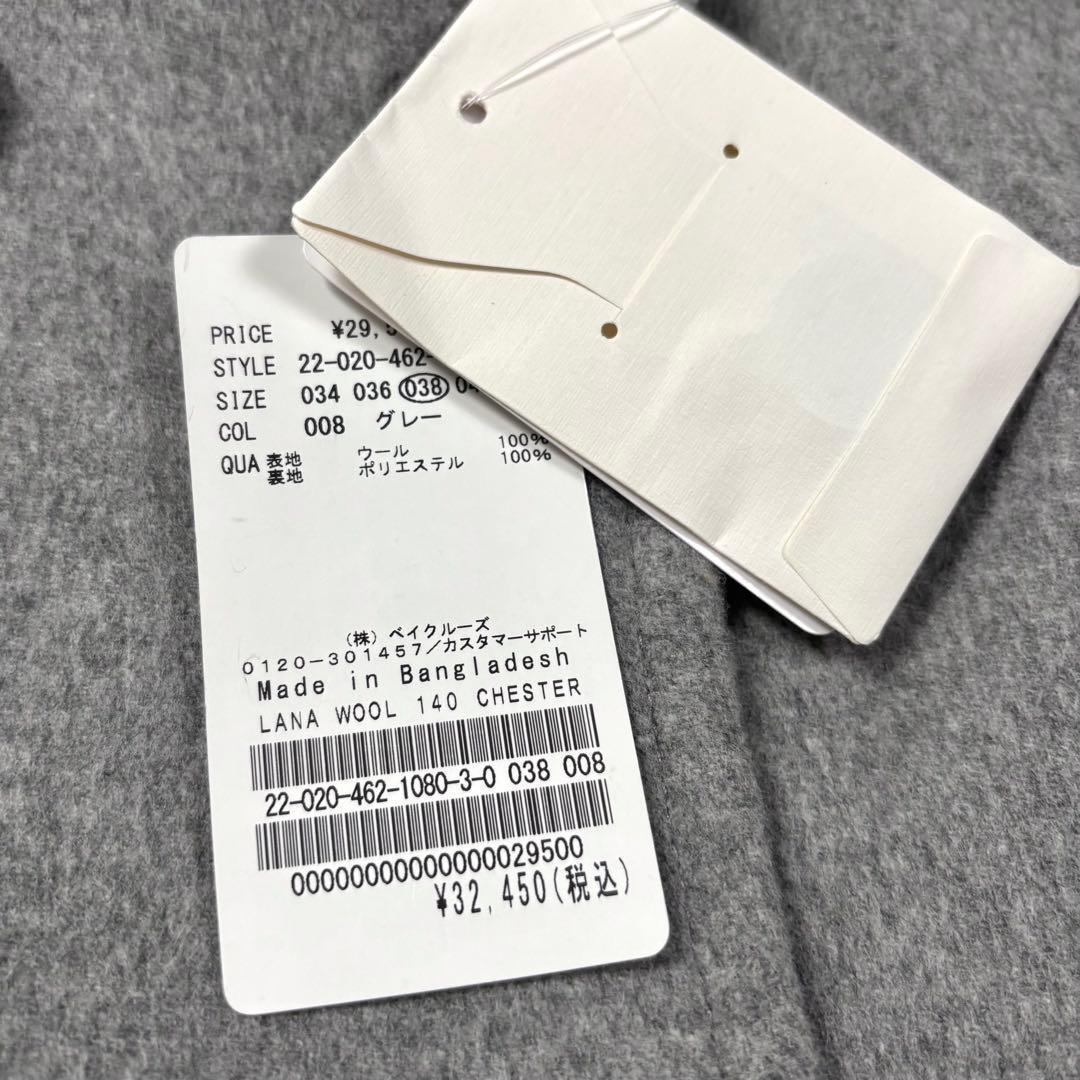 PRICE ¥29,5
STYLE 22-020-462-
SIZE 034 036 038 04
COL 008 グレー
QUA 表地 ウール 100%
裏地 ポリエステル 100%
(株) ベイクルーズ
0120-301457/カスタマーサポート
Made in Bangladesh
LANA WOOL 140 CHESTER
22-020-462-1080-3-0 038 008
0000000000000029500
¥32,450(税込)